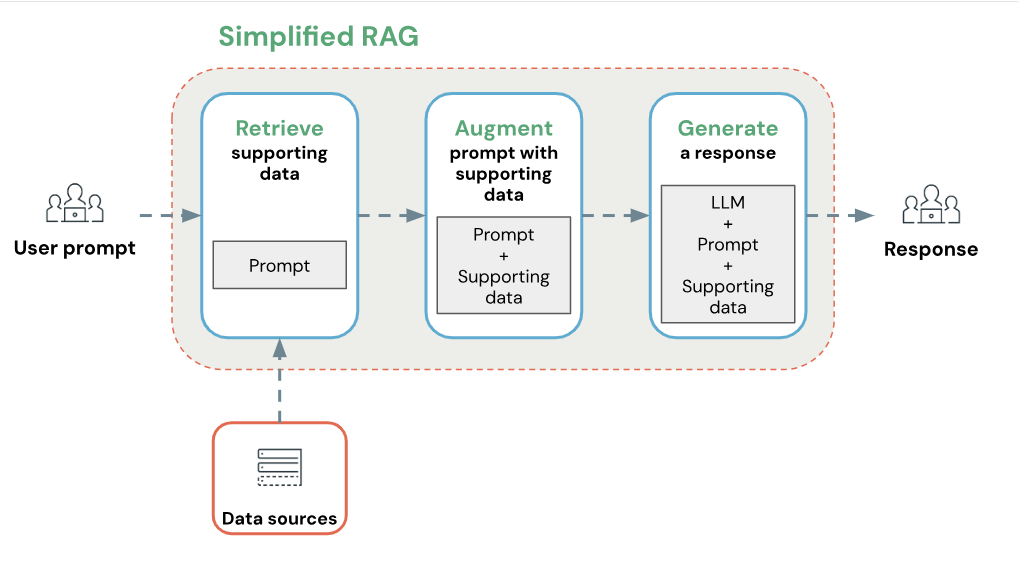 Simplified RAG
User prompt
Retrieve
supporting
data
Prompt
Augment
prompt with
supporting
data
Prompt
+
Supporting
data
Generate
a response
LLM
+
Prompt
+
Supporting
data
Response
Data sources